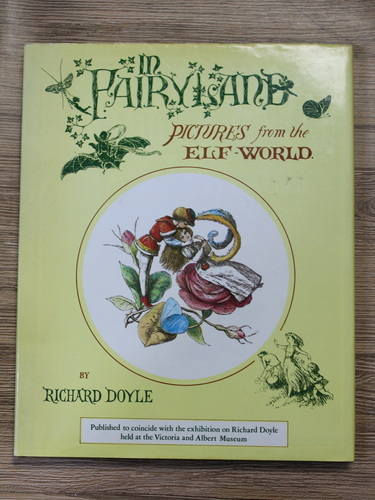 IN
FAIRYLAND
PICTURES from the
ELF-WORLD.
BY
RICHARD DOYLE
Published to coincide with the exhibition on Richard Doyle
held at the Victoria and Albert Museum